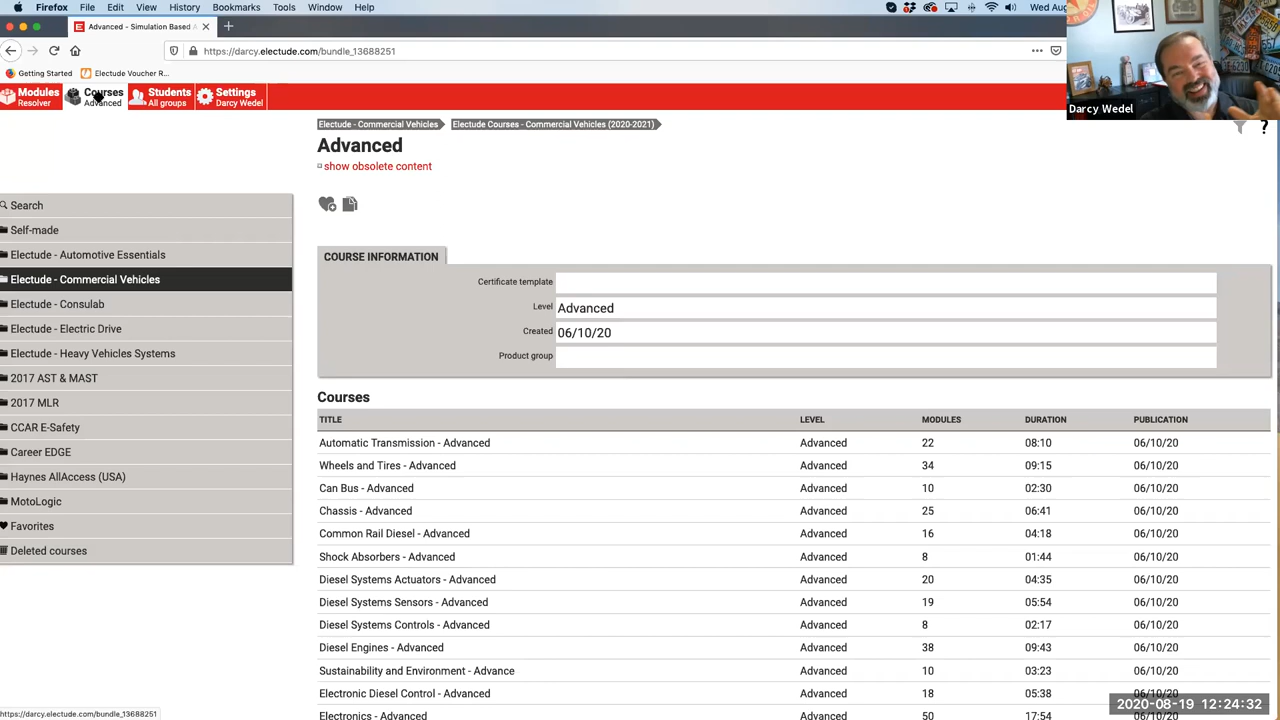 Firefox File Edit View History Bookmarks Tools Window Help Wed Aug
Advanced - Simulation Based
https://darcy.electude.com/bundle_13688251
Getting Started Electude Voucher R...
Modules
Resolver
Courses
Advanced
Students
All groups
Settings
Darcy Wedel
Darcy Wedel
Electude - Commercial Vehicles Electude Courses - Commercial Vehicles (2020-2021)
?
Advanced
show obsolete content
Search
Self-made
Electude - Automotive Essentials
Electude - Commercial Vehicles
Electude - Consulab
Electude - Electric Drive
Electude - Heavy Vehicles Systems
2017 AST & MAST
2017 MLR
CCAR E-Safety
Career EDGE
Haynes AllAccess (USA)
MotoLogic
Favorites
Deleted courses
COURSE INFORMATION
Certificate template
Level Advanced
Created 06/10/20
Product group
Courses
TITLE LEVEL MODULES DURATION PUBLICATION
Automatic Transmission - Advanced Advanced 22 08:10 06/10/20
Wheels and Tires - Advanced Advanced 34 09:15 06/10/20
Can Bus - Advanced Advanced 10 02:30 06/10/20
Chassis - Advanced Advanced 25 06:41 06/10/20
Common Rail Diesel - Advanced Advanced 16 04:18 06/10/20
Shock Absorbers - Advanced Advanced 8 01:44 06/10/20
Diesel Systems Actuators - Advanced Advanced 20 04:35 06/10/20
Diesel Systems Sensors - Advanced Advanced 19 05:54 06/10/20
Diesel Systems Controls - Advanced Advanced 8 02:17 06/10/20
Diesel Engines - Advanced Advanced 38 09:43 06/10/20
Sustainability and Environment - Advance Advanced 10 03:23 06/10/20
Electronic Diesel Control - Advanced Advanced 18 05:38 06/10/20
Electronics - Advanced Advanced 50 17:54 06/10/20
2020-08-19 12:24:32
https://darcy.electude.com/bundle_13688251